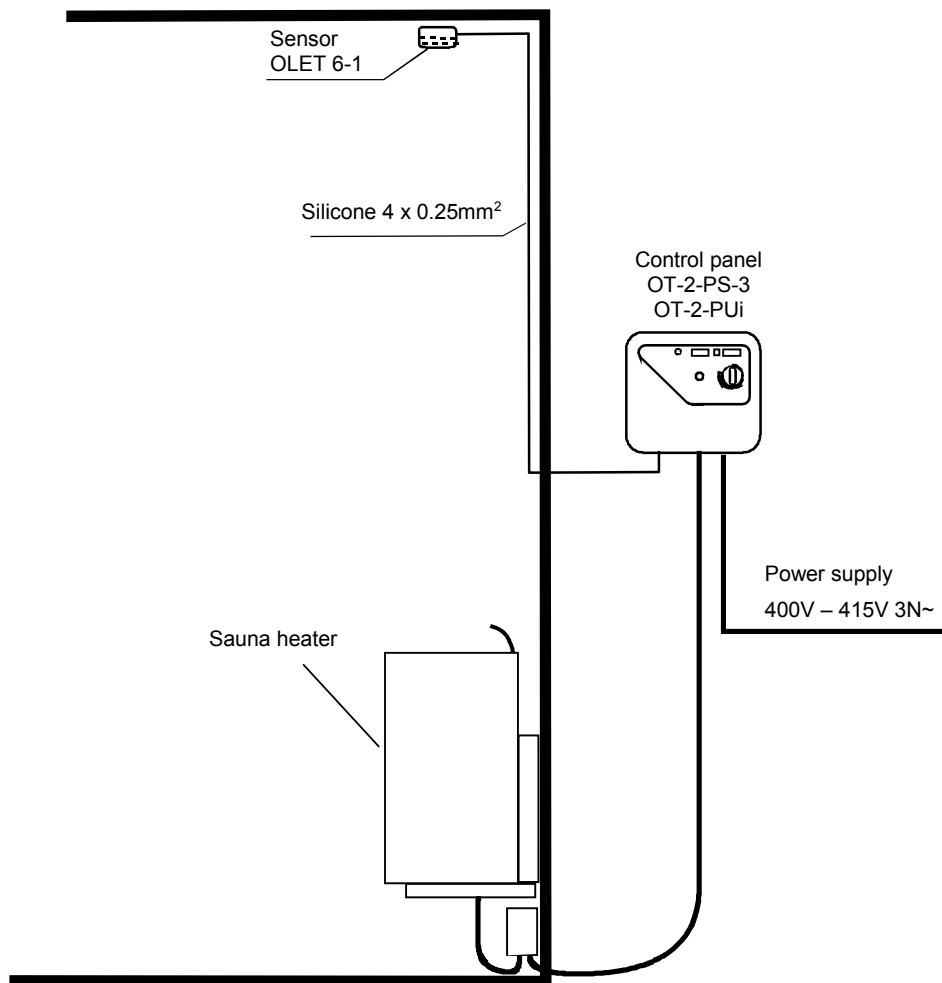 Sensor
OLET 6-1
Silicone 4 x 0.25mm²
Control panel
OT-2-PS-3
OT-2-PUi
Power supply
400V – 415V 3N~
Sauna heater